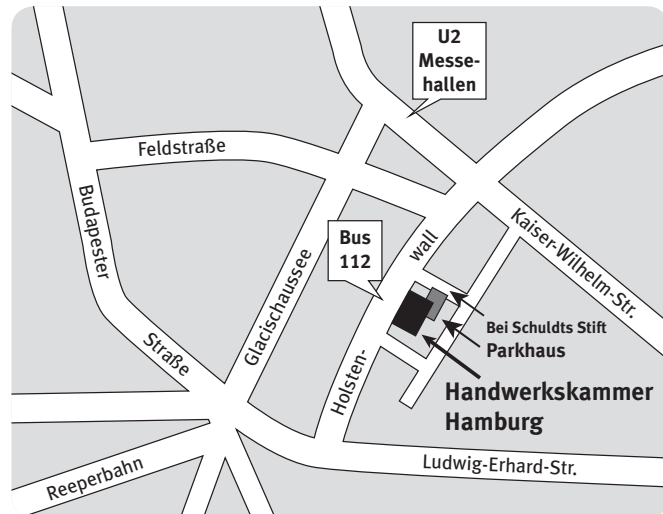 U2
Messe-
hallen
Feldstraße
Budapester
Straße
Glacischaussee
Bus
112
Holsten-
wall
Kaiser-Wilhelm-Str.
Bei Schuldts Stift
Parkhaus
Handwerkskammer
Hamburg
Ludwig-Erhard-Str.
Reeperbahn